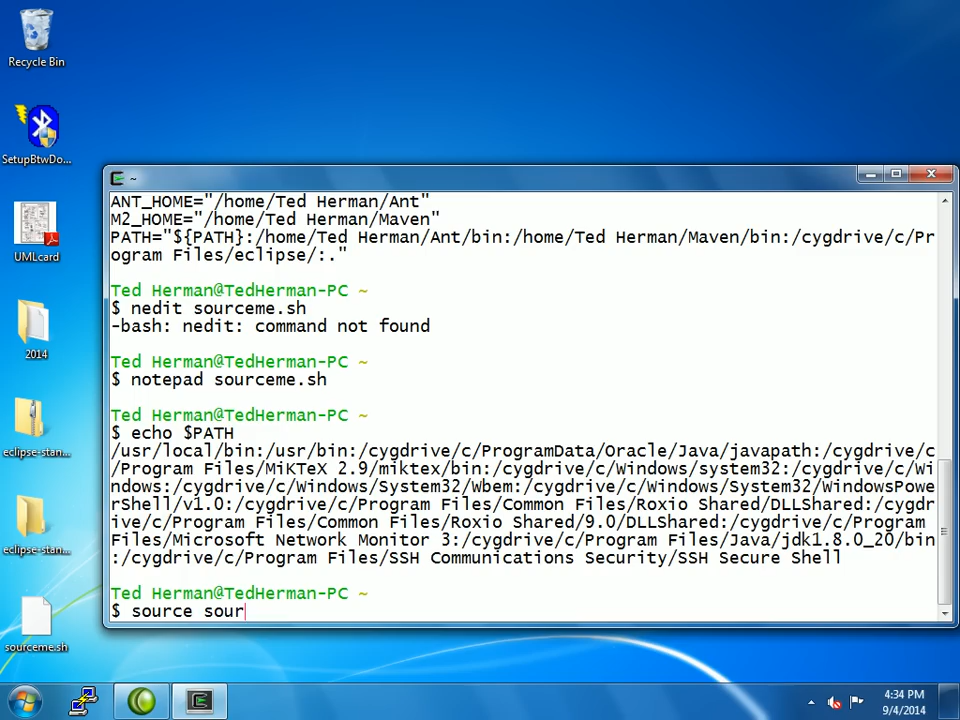 Recycle Bin
SetupBtwDo...
UMLcard
2014
eclipse-stan...
eclipse-stan...
sourceme.sh
~
ANT_HOME="/home/Ted Herman/Ant"
M2_HOME="/home/Ted Herman/Maven"
PATH="${PATH}:/home/Ted Herman/Ant/bin:/home/Ted Herman/Maven/bin:/cygdrive/c/Pr
ogram Files/eclipse/:."
Ted Herman@TedHerman-PC ~
$ nedit sourceme.sh
-bash: nedit: command not found
Ted Herman@TedHerman-PC ~
$ notepad sourceme.sh
Ted Herman@TedHerman-PC ~
$ echo $PATH
/usr/local/bin:/usr/bin:/cygdrive/c/ProgramData/Oracle/Java/javapath:/cygdrive/c
/Program Files/MiKTeX 2.9/miktex/bin:/cygdrive/c/Windows/system32:/cygdrive/c/Wi
ndows:/cygdrive/c/Windows/System32/Wbem:/cygdrive/c/Windows/System32/WindowsPowe
rShell/v1.0:/cygdrive/c/Program Files/Common Files/Roxio Shared/DLLShared:/cygdr
ive/c/Program Files/Common Files/Roxio Shared/9.0/DLLShared:/cygdrive/c/Program
Files/Microsoft Network Monitor 3:/cygdrive/c/Program Files/Java/jdk1.8.0_20/bin
:/cygdrive/c/Program Files/SSH Communications Security/SSH Secure Shell
Ted Herman@TedHerman-PC ~
$ source sour
4:34 PM
9/4/2014